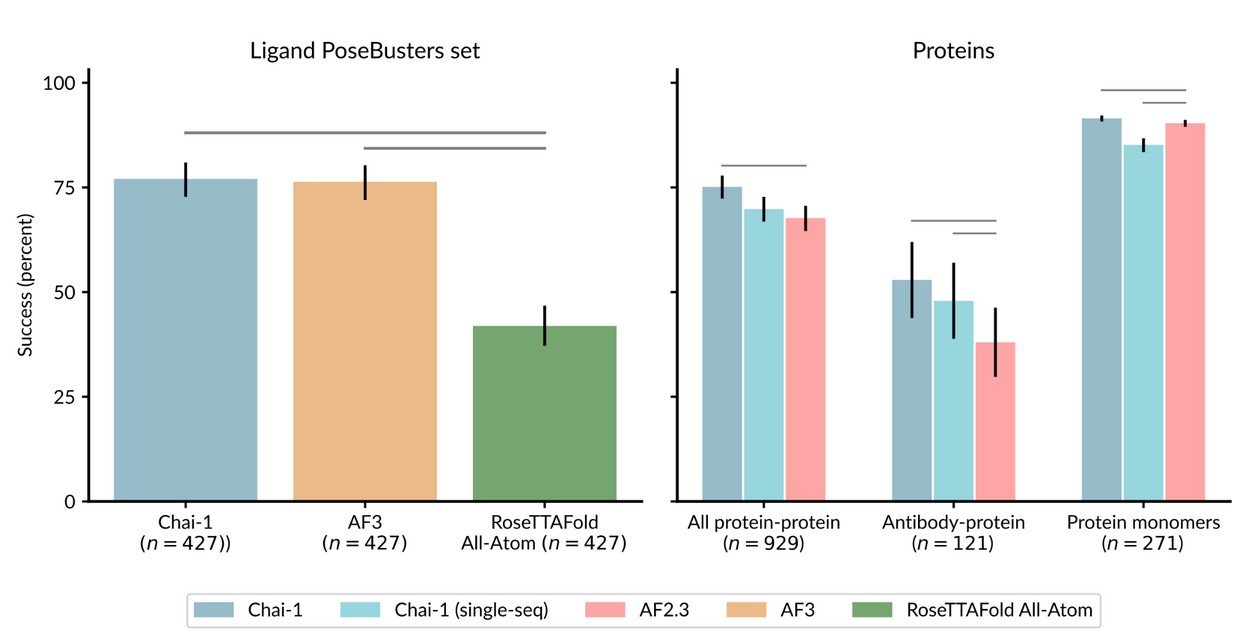 Ligand PoseBusters set
Proteins
Success (percent)
100
75
50
25
0
Chai-1
(n = 427))
AF3
(n = 427)
RoseTTAFold
All-Atom (n = 427)
All protein-protein
(n = 929)
Antibody-protein
(n = 121)
Protein monomers
(n = 271)
Chai-1
Chai-1 (single-seq)
AF2.3
AF3
RoseTTAFold All-Atom